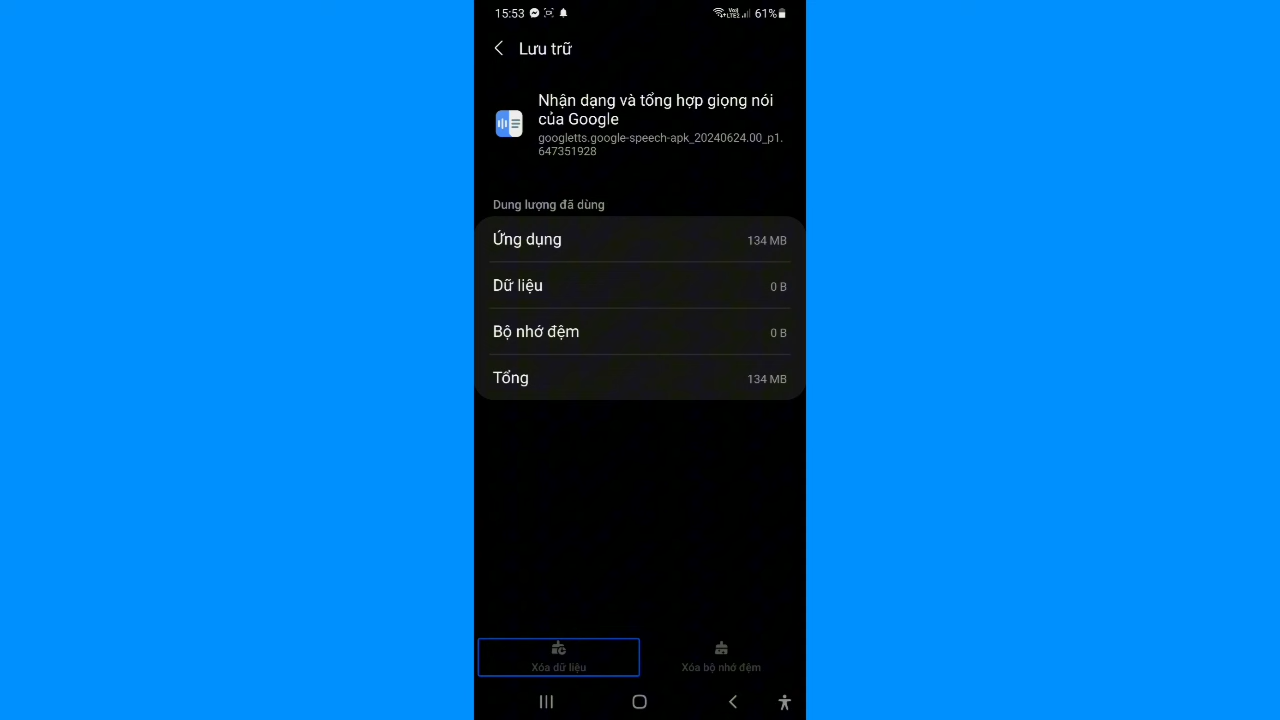 15:53 61%
Lưu trữ
Nhận dạng và tổng hợp giọng nói
của Google
googletts.google-speech-apk_20240624.00_p1.
647351928
Dung lượng đã dùng
Ứng dụng 134 MB
Dữ liệu 0 B
Bộ nhớ đệm 0 B
Tổng 134 MB
Xóa dữ liệu Xóa bộ nhớ đệm